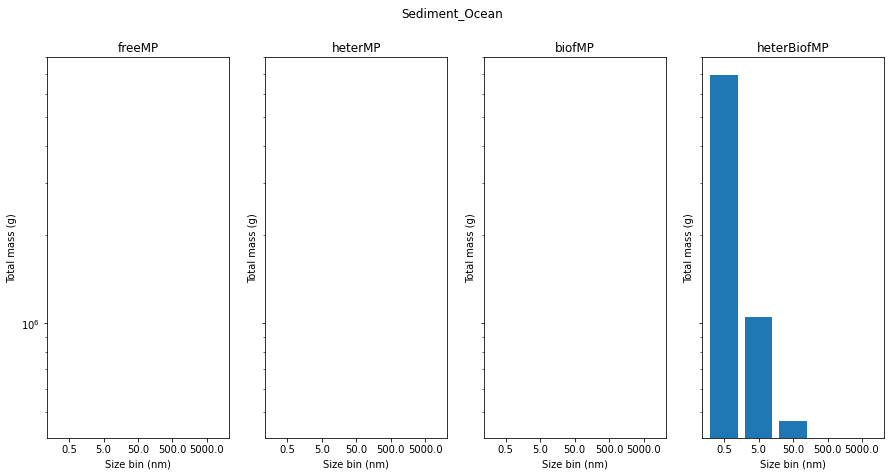 Sediment_Ocean
freeMP
heterMP
biofMP
heterBiofMP
Total mass (g)
Total mass (g)
Total mass (g)
Total mass (g)
10⁶
0.5 5.0 50.0 500.0 5000.0
0.5 5.0 50.0 500.0 5000.0
0.5 5.0 50.0 500.0 5000.0
0.5 5.0 50.0 500.0 5000.0
Size bin (nm)
Size bin (nm)
Size bin (nm)
Size bin (nm)